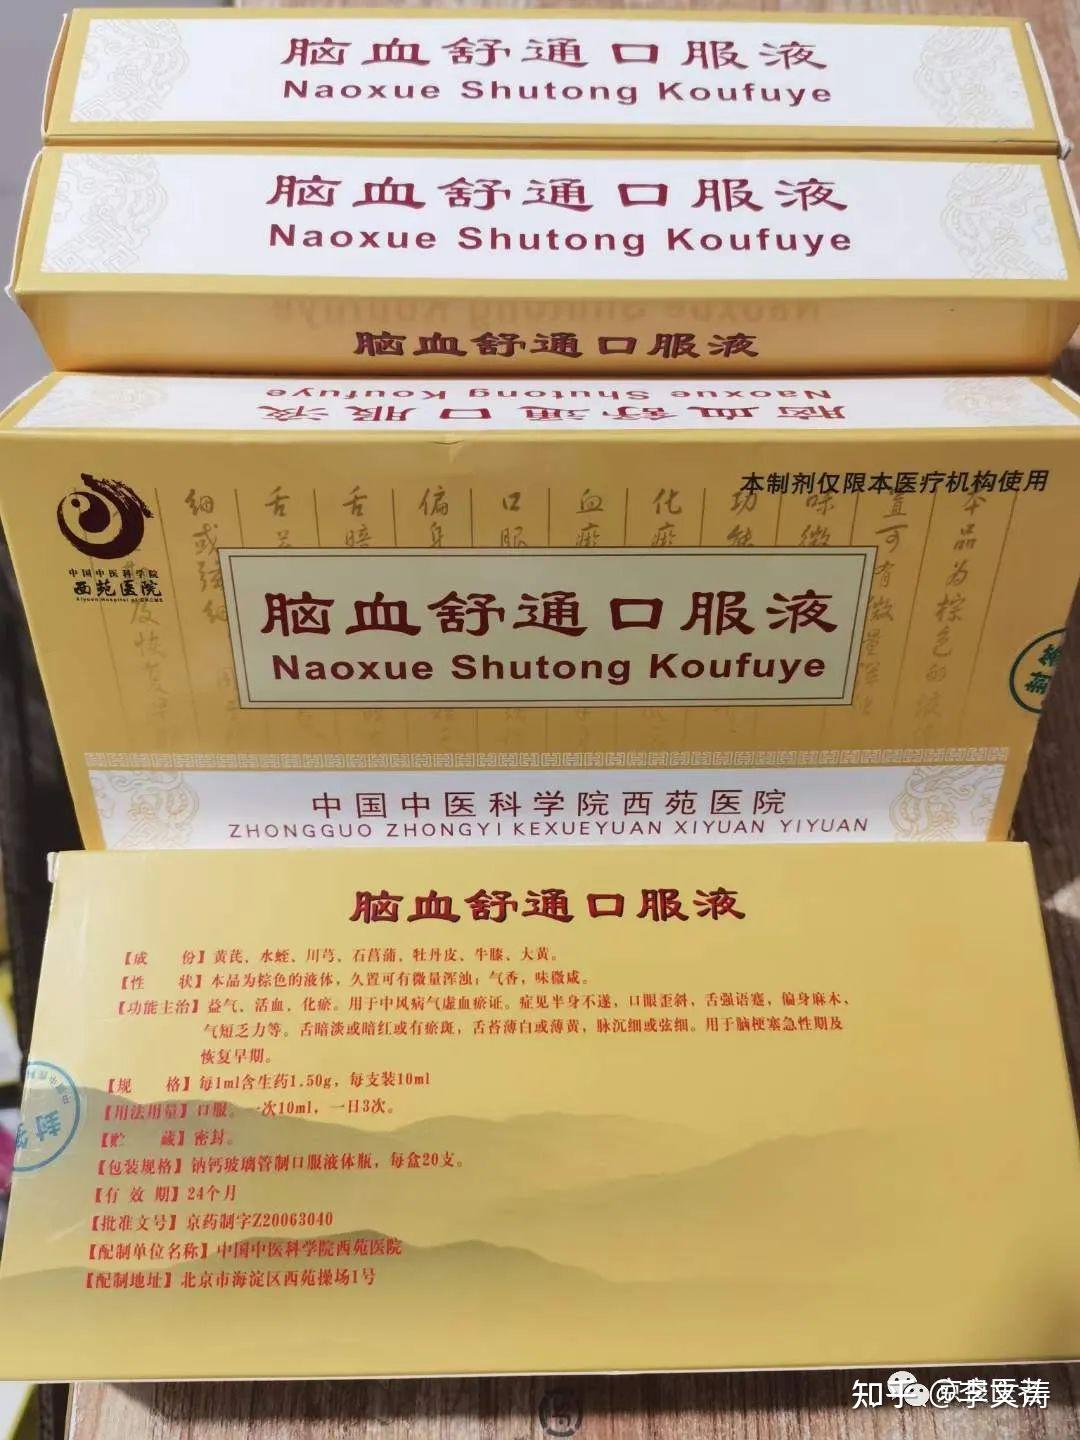 脑血舒通口服液
Naoxue Shutong Koufuye
脑血舒通口服液
Naoxue Shutong Koufuye
Naoxue Shutong Koufuye
脑血舒通口服液
脑血舒通口服液
Naoxue Shutong Koufuye
本制剂仅限本医疗机构使用
中国中医科学院
西苑医院
脑血舒通口服液
Naoxue Shutong Koufuye
中国中医科学院西苑医院
ZHONGGUO ZHONGYI KEXUEYUAN XIYUAN YIYUAN
脑血舒通口服液
【成 份】黄芪、水蛭、川芎、石菖蒲、牡丹皮、牛膝、大黄。
【性 状】本品为棕色的液体，久置可有微量浑浊；气香，味微咸。
【功能主治】益气、活血、化瘀。用于中风病气虚血瘀证。症见半身不遂，口眼歪斜，舌强语蹇，偏身麻木，
气短乏力等。舌暗淡或暗红或有瘀斑，舌苔薄白或薄黄，脉沉细或弦细。用于脑梗塞急性期及
恢复早期。
【规 格】每1ml含生药1.50g，每支装10ml
【用法用量】口服。一次10ml，一日3次。
【贮 藏】密封。
【包装规格】钠钙玻璃管制口服液体瓶，每盒20支。
【有 效 期】24个月
【批准文号】京药制字Z20063040
【配制单位名称】中国中医科学院西苑医院
【配制地址】北京市海淀区西苑操场1号
知乎 @李文涛